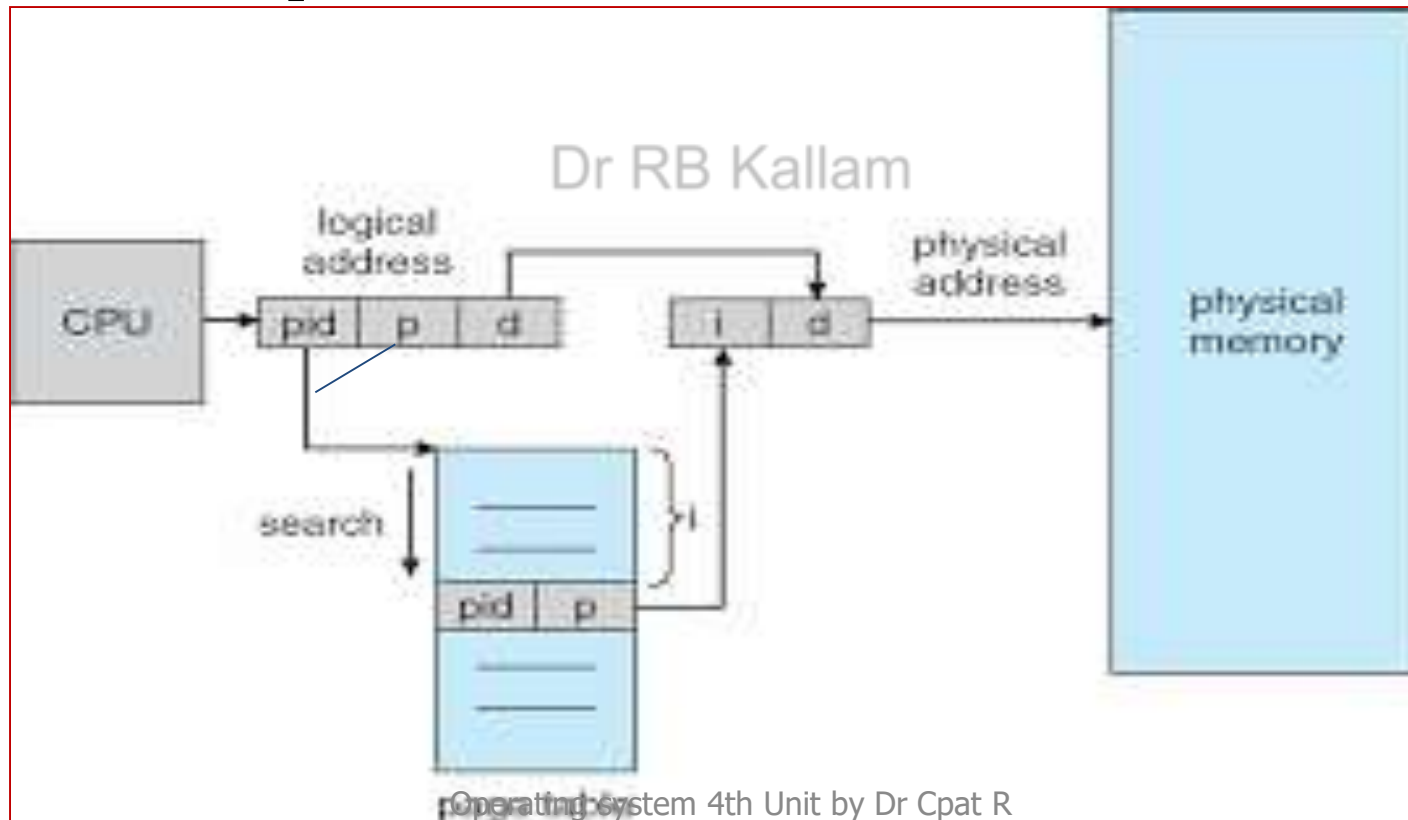 Dr RB Kallam
logical
address
physical
address
CPU
pid p d
i d
physical
memory
search
i
pid p
Operating system 4th Unit by Dr Cpat R